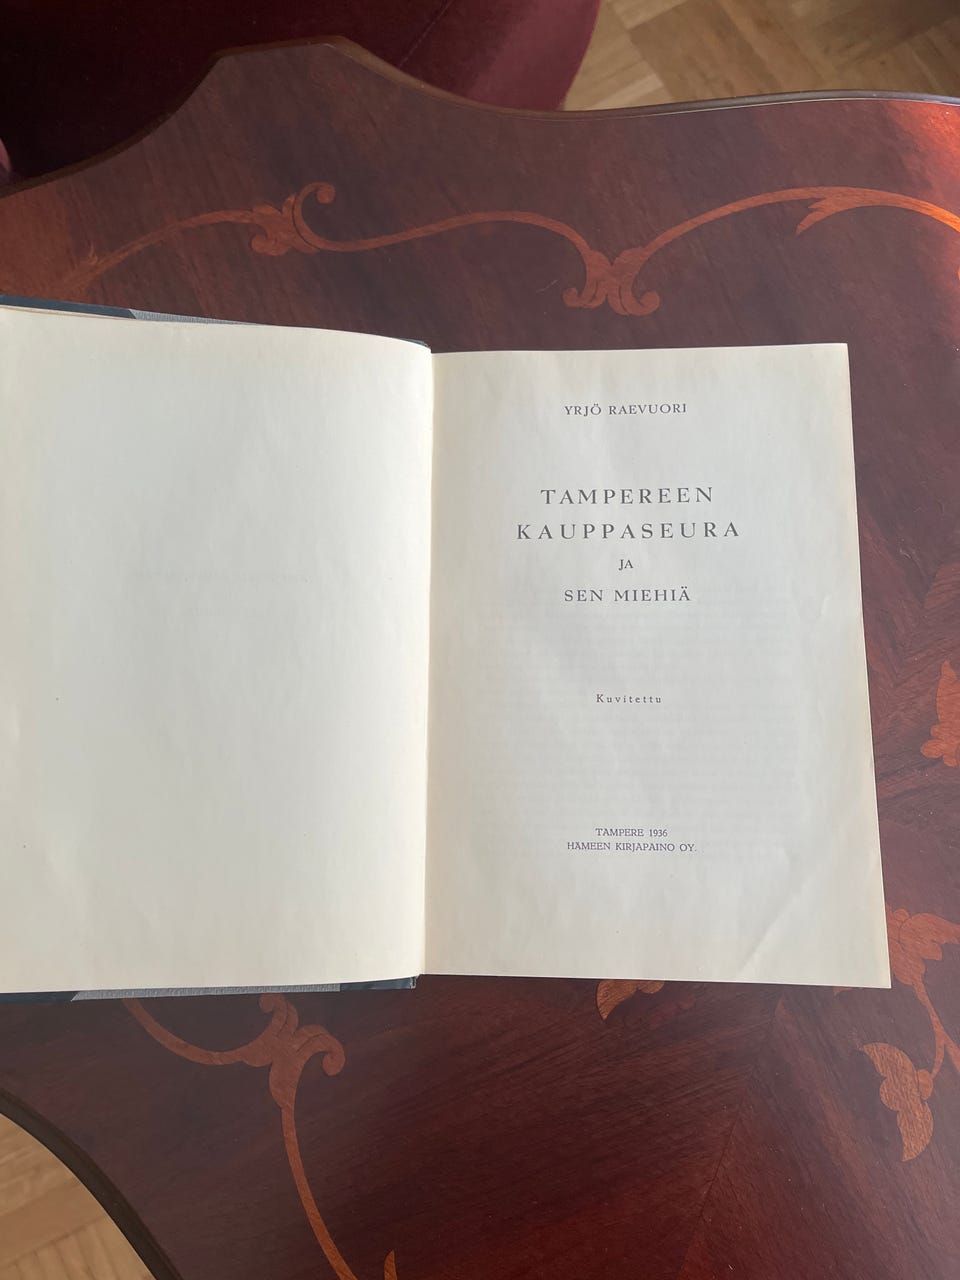 YRJÖ RAEVUORI
TAMPEREEN
KAUPPASEURA
JA
SEN MIEHIÄ
Kuvitettu
TAMPERE 1936
HÄMEEN KIRJAPAINO OY.